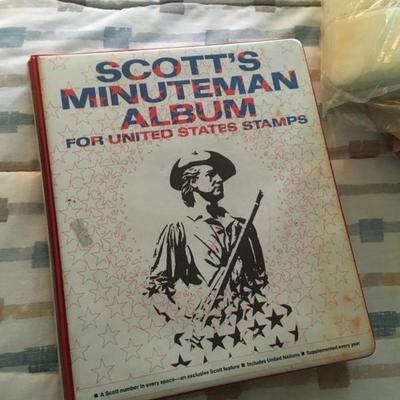 SCOTT'S
MINUTEMAN
ALBUM
FOR UNITED STATES STAMPS
■ A Scott number in every space—an exclusive Scott feature ■ Includes United Nations ■ Supplemented every year